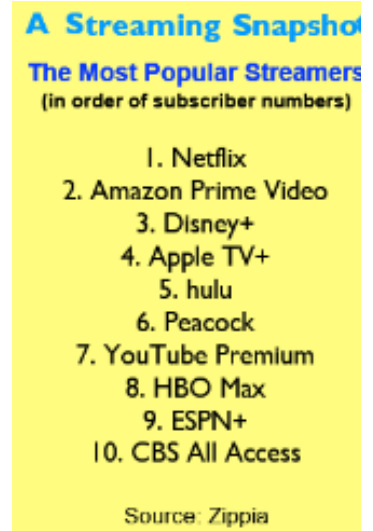 A Streaming Snapshot
The Most Popular Streamers
(in order of subscriber numbers)
1. Netflix
2. Amazon Prime Video
3. Disney+
4. Apple TV+
5. hulu
6. Peacock
7. YouTube Premium
8. HBO Max
9. ESPN+
10. CBS All Access
Source: Zippia